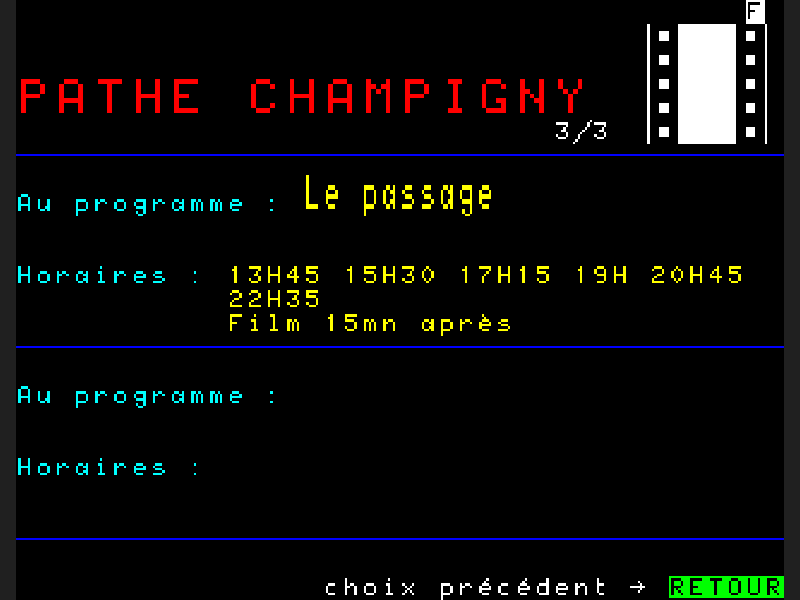 F
PATHE CHAMPIGNY
3/3
Au programme : Le passage
Horaires : 13H45 15H30 17H15 19H 20H45
22H35
Film 15mn après
Au programme :
Horaires :
choix précédent → RETOUR